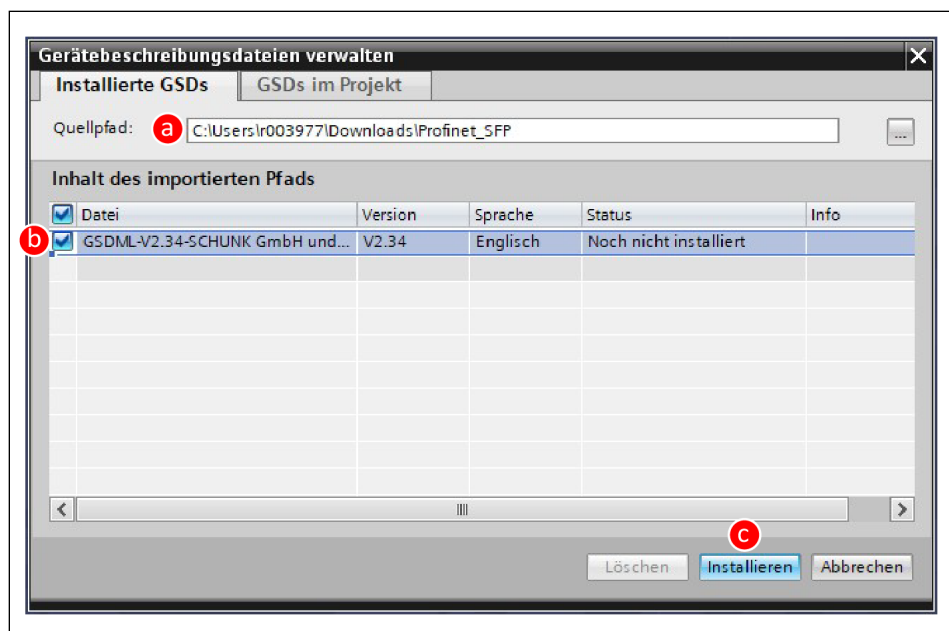 Gerätebeschreibungsdateien verwalten
Installierte GSDs GSDs im Projekt
Quellpfad: a C:\Users\r003977\Downloads\Profinet_SFP ...
Inhalt des importierten Pfads
Datei Version Sprache Status Info
b GSDML-V2.34-SCHUNK GmbH und... V2.34 Englisch Noch nicht installiert
c
Löschen Installieren Abbrechen